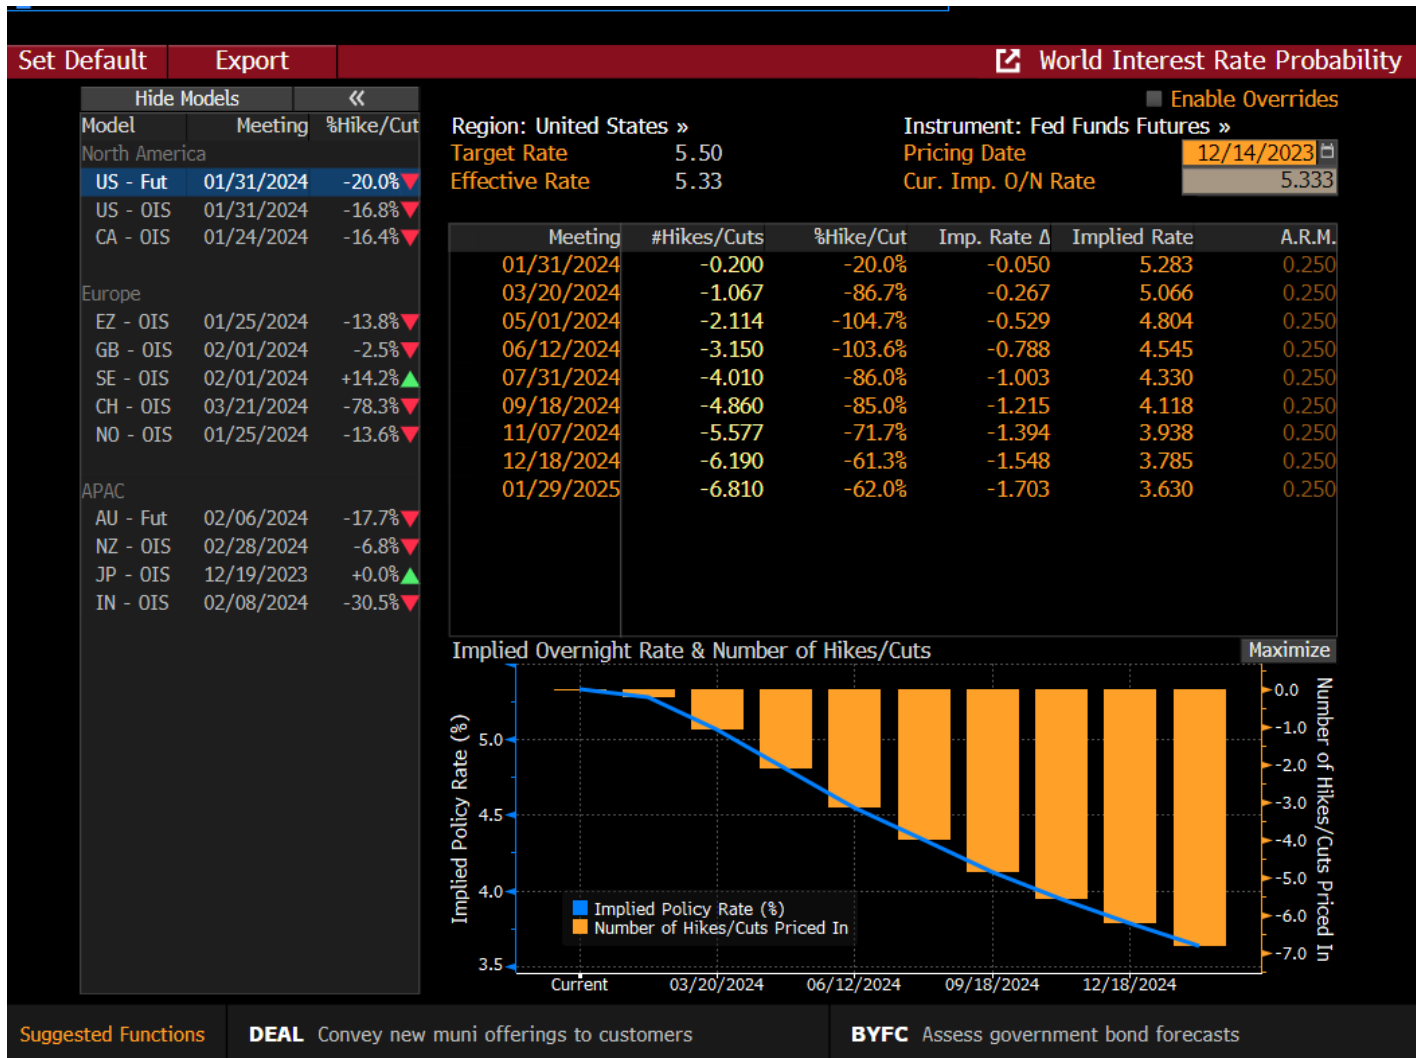 Set Default Export World Interest Rate Probability
Hide Models «
Enable Overrides
Model Meeting %Hike/Cut
Region: United States » Instrument: Fed Funds Futures »
North America
Target Rate 5.50 Pricing Date 12/14/2023
US - Fut 01/31/2024 -20.0%
Effective Rate 5.33 Cur. Imp. O/N Rate 5.333
US - OIS 01/31/2024 -16.8%
CA - OIS 01/24/2024 -16.4%
Europe
EZ - OIS 01/25/2024 -13.8%
GB - OIS 02/01/2024 -2.5%
SE - OIS 02/01/2024 +14.2%
CH - OIS 03/21/2024 -78.3%
NO - OIS 01/25/2024 -13.6%
APAC
AU - Fut 02/06/2024 -17.7%
NZ - OIS 02/28/2024 -6.8%
JP - OIS 12/19/2023 +0.0%
IN - OIS 02/08/2024 -30.5%
Meeting #Hikes/Cuts %Hike/Cut Imp. Rate Δ Implied Rate A.R.M.
01/31/2024 -0.200 -20.0% -0.050 5.283 0.250
03/20/2024 -1.067 -86.7% -0.267 5.066 0.250
05/01/2024 -2.114 -104.7% -0.529 4.804 0.250
06/12/2024 -3.150 -103.6% -0.788 4.545 0.250
07/31/2024 -4.010 -86.0% -1.003 4.330 0.250
09/18/2024 -4.860 -85.0% -1.215 4.118 0.250
11/07/2024 -5.577 -71.7% -1.394 3.938 0.250
12/18/2024 -6.190 -61.3% -1.548 3.785 0.250
01/29/2025 -6.810 -62.0% -1.703 3.630 0.250
Implied Overnight Rate & Number of Hikes/Cuts Maximize
Implied Policy Rate (%)
5.0
4.5
4.0
3.5
Implied Policy Rate (%)
Number of Hikes/Cuts Priced In
0.0
-1.0
-2.0
-3.0
-4.0
-5.0
-6.0
-7.0
Number of Hikes/Cuts Priced In
Current 03/20/2024 06/12/2024 09/18/2024 12/18/2024
Suggested Functions DEAL Convey new muni offerings to customers BYFC Assess government bond forecasts